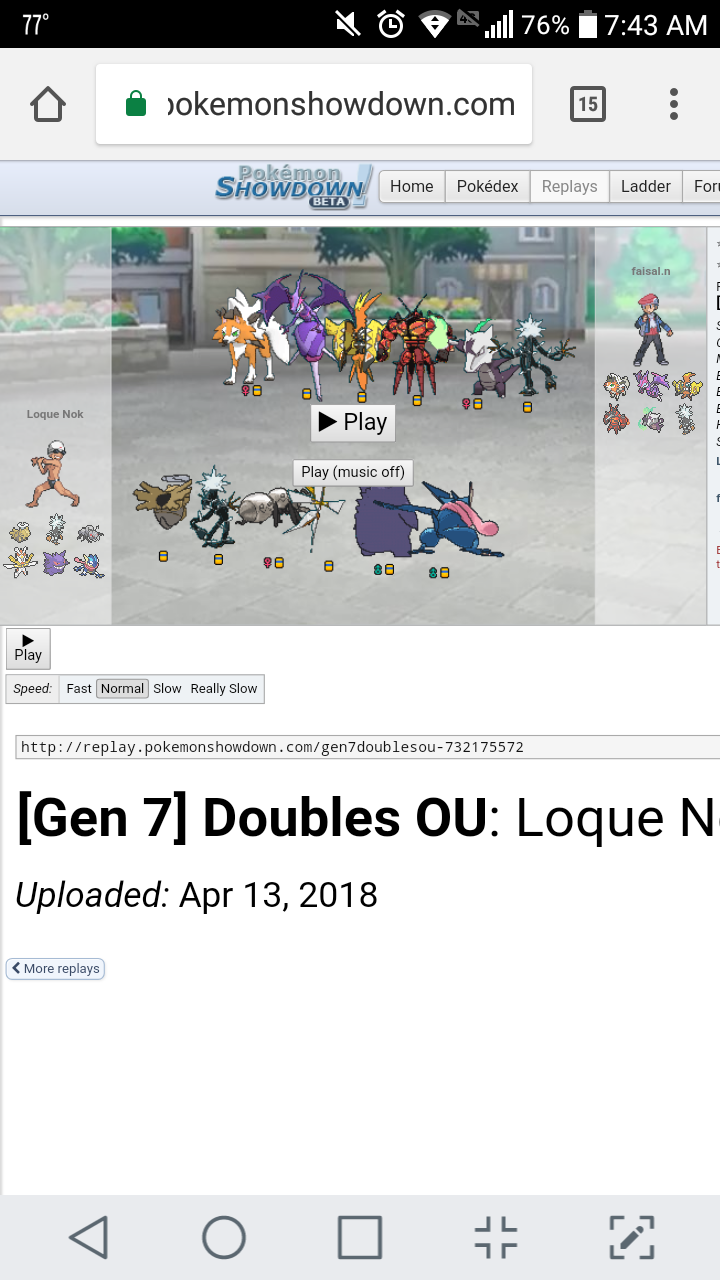 77°
76% 7:43 AM
pokemonshowdown.com
15
Pokémon
SHOWDOWN!
BETA
Home Pokédex Replays Ladder Foru
faisal.n
Loque Nok
Play
Play (music off)
Play
Speed: Fast Normal Slow Really Slow
http://replay.pokemonshowdown.com/gen7doublesou-732175572
[Gen 7] Doubles OU: Loque N
Uploaded: Apr 13, 2018
More replays